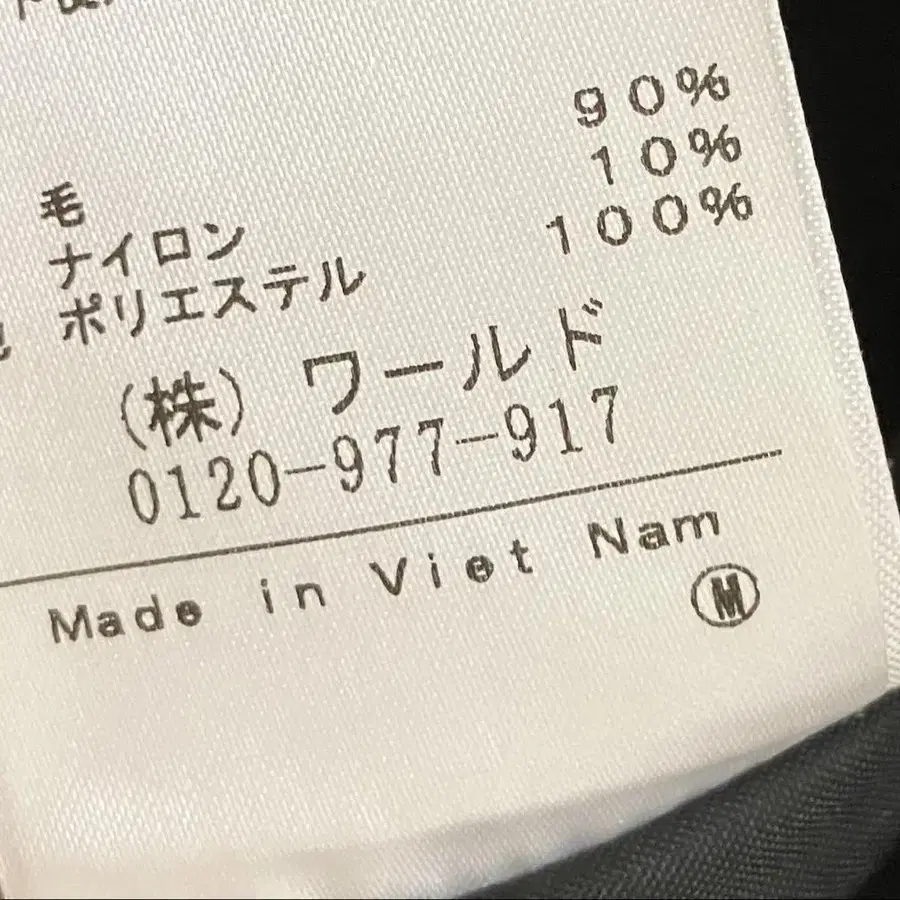 毛 90%
ナイロン 10%
ポリエステル 100%
(株) ワールド
0120-977-917
Made in Viet Nam
Ⓜ